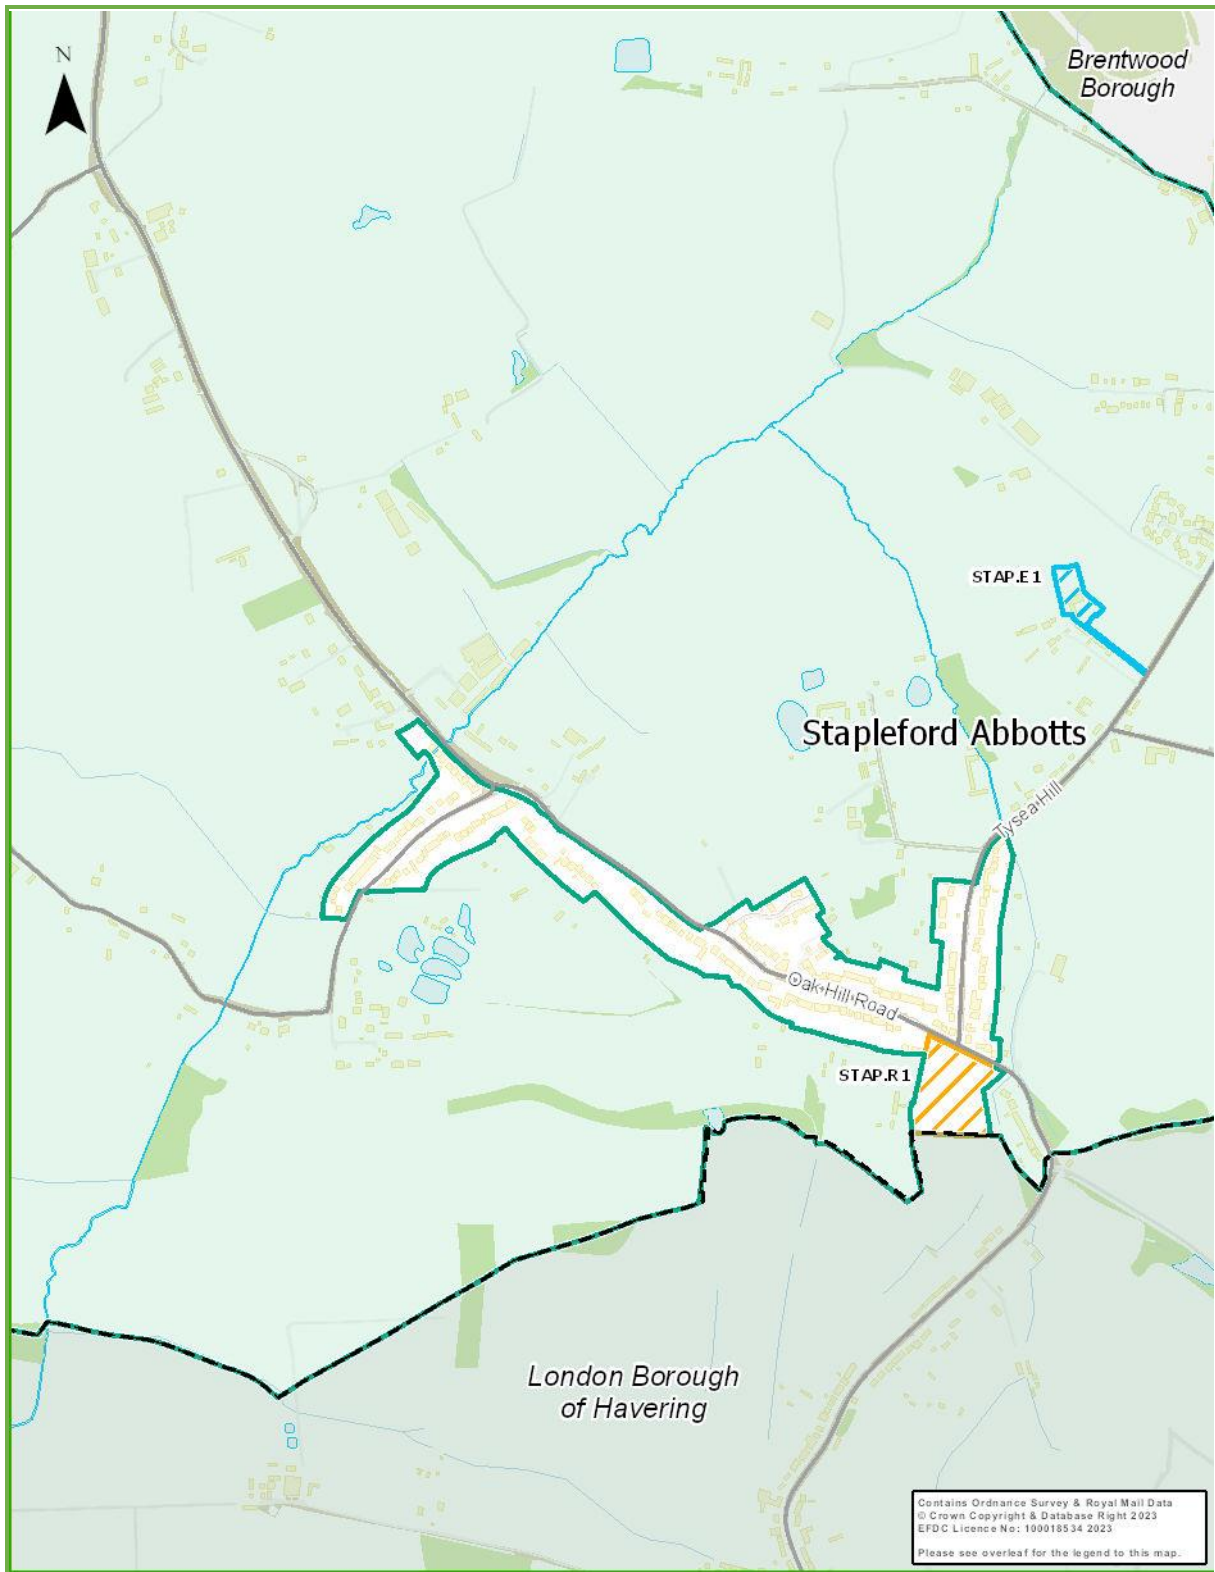 N
Brentwood
Borough
STAP.E1
Stapleford Abbotts
Tysea Hill
Oak Hill Road
STAP.R1
London Borough
of Havering
Contains Ordnance Survey & Royal Mail Data
© Crown Copyright & Database Right 2023
EFDC Licence No: 100018534 2023
Please see overleaf for the legend to this map.